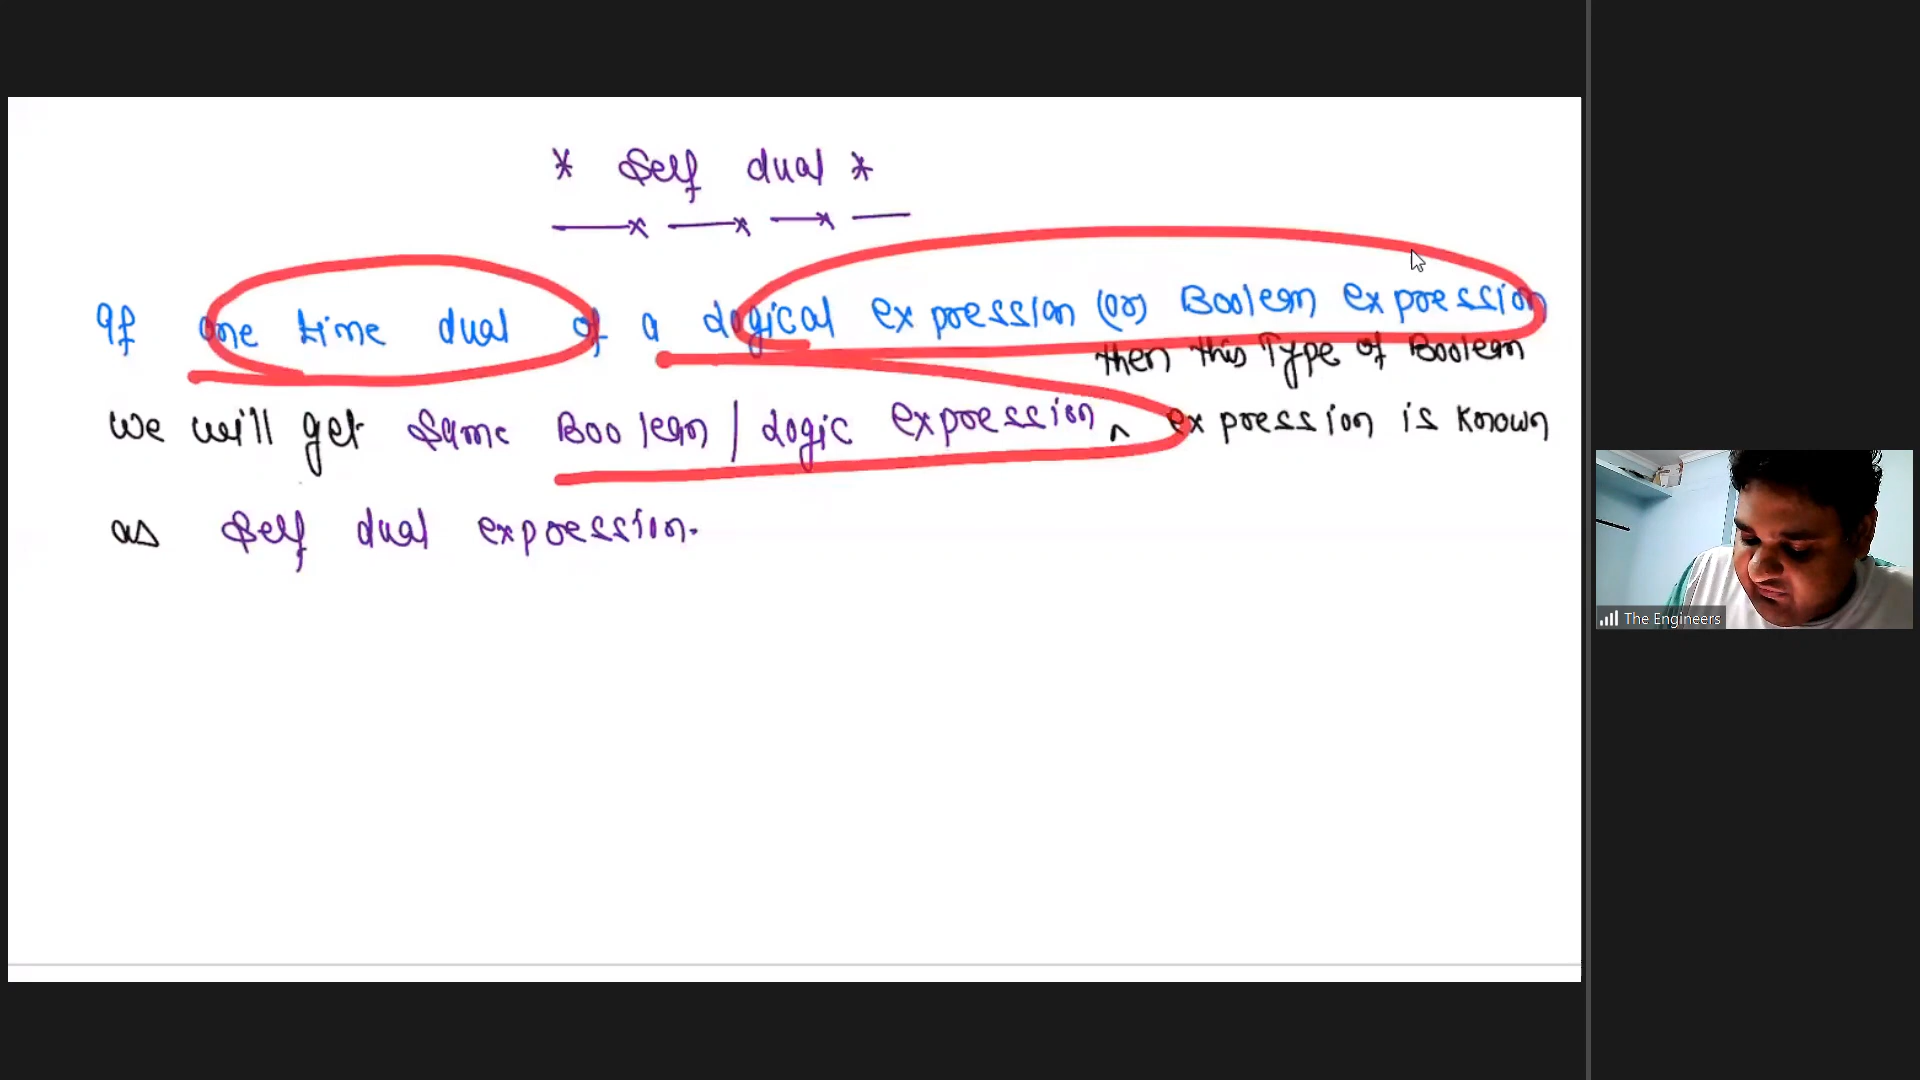 * Self dual *
If one time dual of a Logical expression (or) Boolean expression
then this Type of Boolean
we will get same Boolean / Logic expression ^ expression is known
as self dual expression.
The Engineers